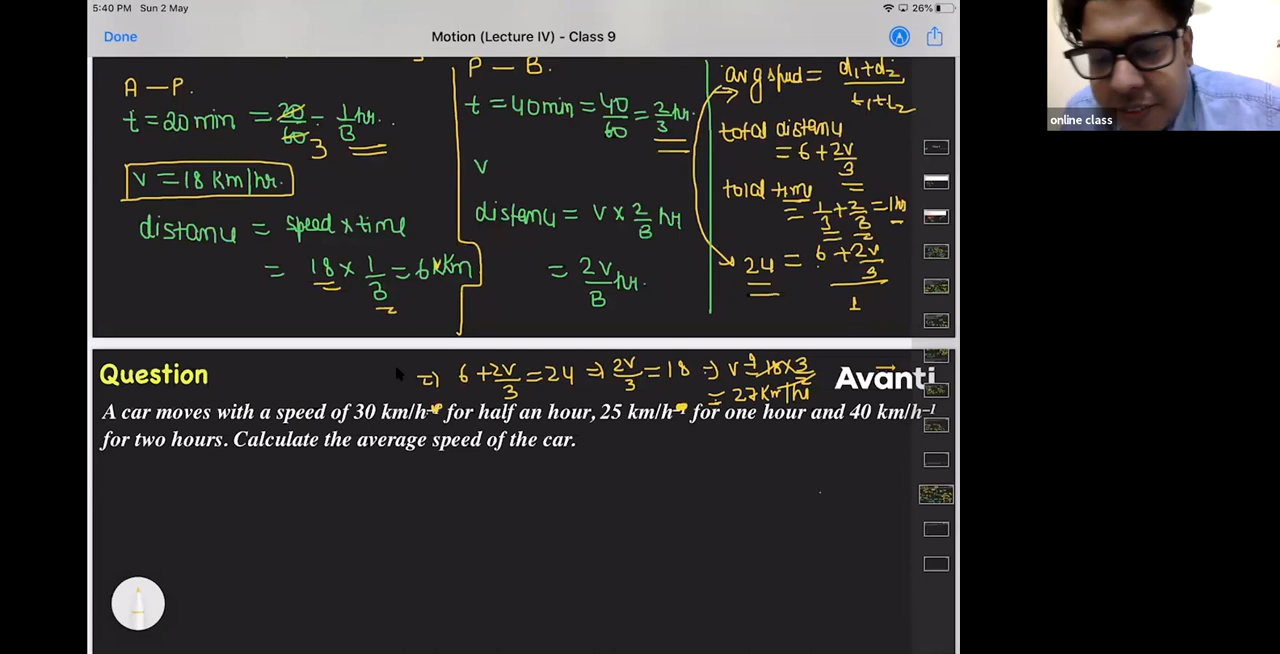 5:40 PM Sun 2 May
26%
Done
Motion (Lecture IV) - Class 9
A — P.
t = 20 min = 20/60 = 1/3 hr.
3
v = 18 Km/hr.
distance = speed x time
= 18 x 1/3 = 6 Km
P — B.
t = 40 min = 40/60 = 2/3 hr.
v
distance = v x 2/3 hr
= 2v/3 hr.
avg speed = d1+d2/t1+t2
total distance
= 6 + 2v/3
total time
= 1/3 + 2/3 = 1 hr
24 = 6 + 2v/3
1
online class
Question
=> 6 + 2v/3 = 24 => 2v/3 = 18 => v = 18 x 3/2
= 27 Km/hr
Avanti
A car moves with a speed of 30 km/h for half an hour, 25 km/h for one hour and 40 km/h⁻¹
for two hours. Calculate the average speed of the car.